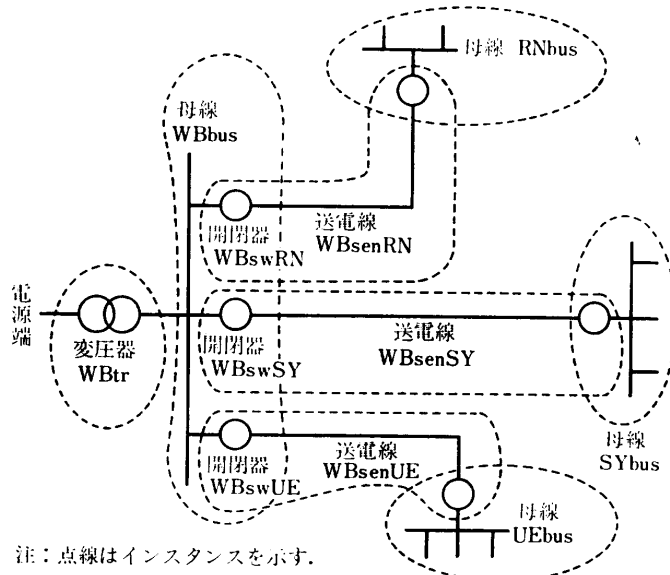 母線 RNbus
母線
WBbus
開閉器
WBswRN
送電線
WBsenRN
電源端
変圧器
WBtr
開閉器
WBswSY
送電線
WBsenSY
母線
SYbus
開閉器
WBswUE
送電線
WBsenUE
母線
UEbus
注：点線はインスタンスを示す．